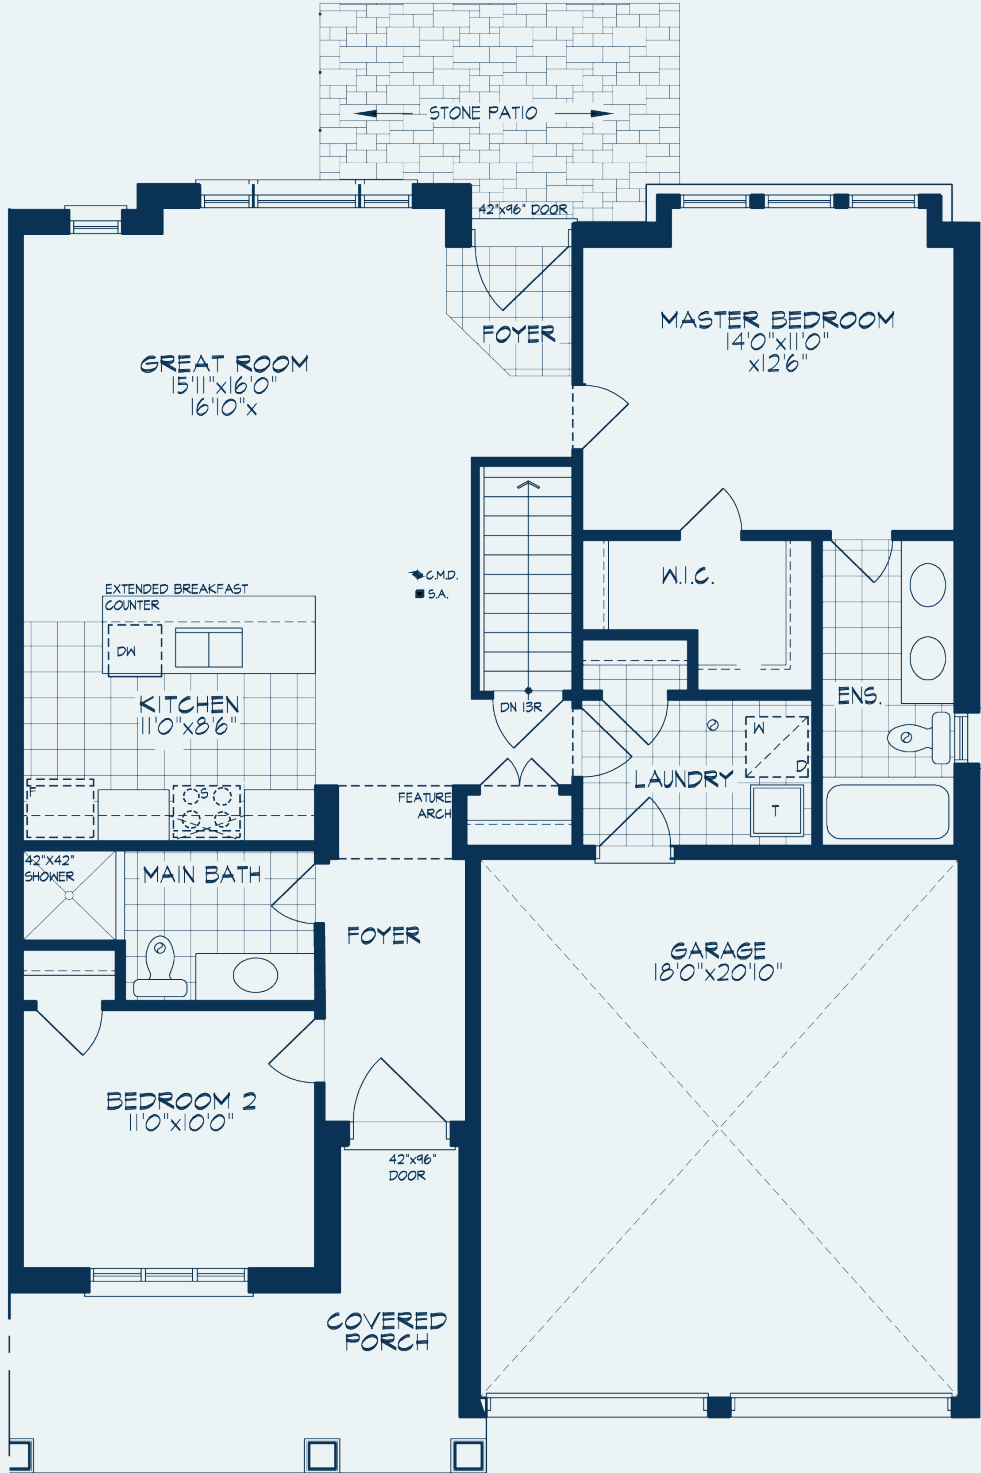 STONE PATIO
42"x96" DOOR
FOYER
MASTER BEDROOM
14'0"x11'0"
x12'6"
GREAT ROOM
15'11"x16'0"
16'10"x
C.M.D.
S.A.
W.I.C.
EXTENDED BREAKFAST
COUNTER
DW
KITCHEN
11'0"x8'6"
DN 13R
ENS.
W
D
LAUNDRY
T
F
S
FEATURE
ARCH
42"x42"
SHOWER
MAIN BATH
FOYER
GARAGE
18'0"x20'10"
BEDROOM 2
11'0"x10'0"
42"x96"
DOOR
COVERED
PORCH